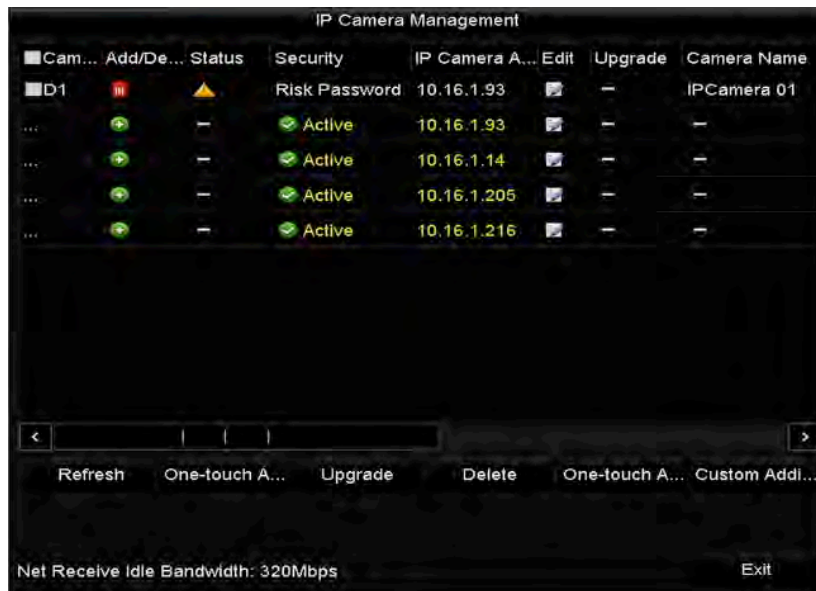 IP Camera Management
Cam... Add/De... Status Security IP Camera A... Edit Upgrade Camera Name
D1 Risk Password 10.16.1.93 — IPCamera 01
... — Active 10.16.1.93 — —
... — Active 10.16.1.14 — —
... — Active 10.16.1.205 — —
... — Active 10.16.1.216 — —
Refresh One-touch A... Upgrade Delete One-touch A... Custom Addi...
Net Receive Idle Bandwidth: 320Mbps Exit